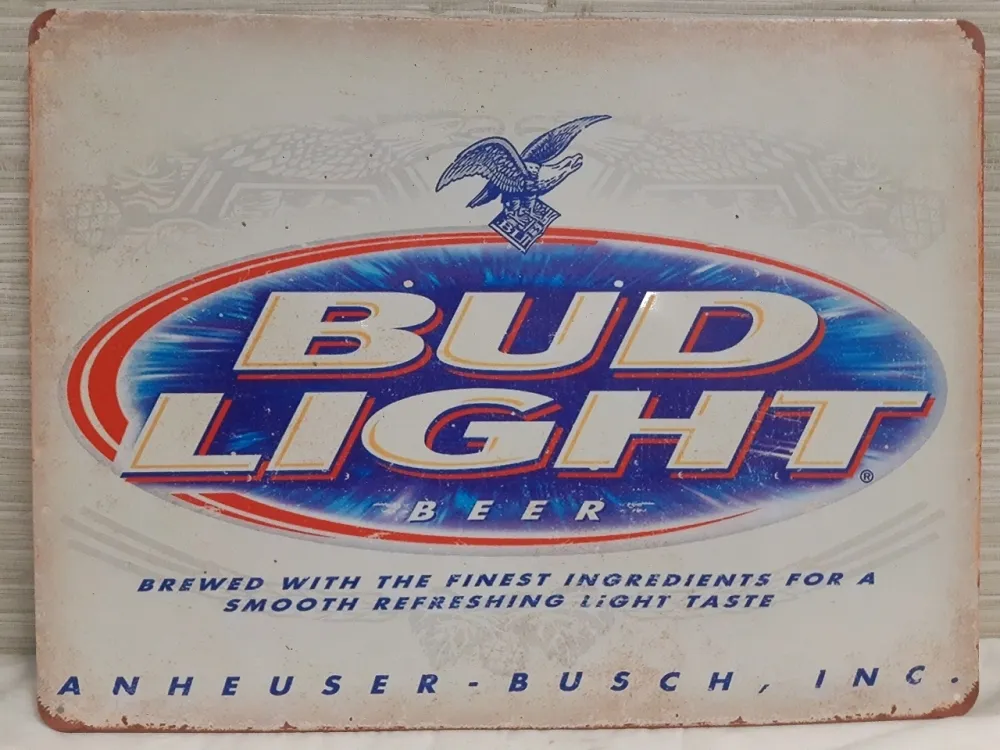 BUD
LIGHT
®
BEER
BREWED WITH THE FINEST INGREDIENTS FOR A
SMOOTH REFRESHING LIGHT TASTE
ANHEUSER-BUSCH, INC.